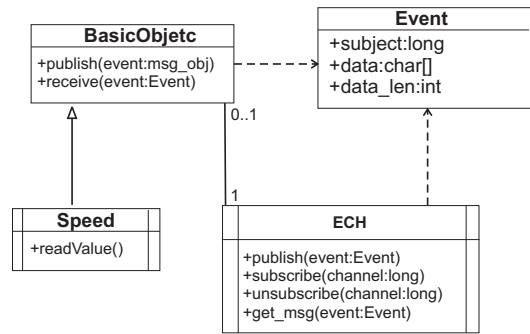 BasicObjetc
+publish(event:msg_obj)
+receive(event:Event)
Event
+subject:long
+data:char[]
+data_len:int
0..1
1
Speed
+readValue()
ECH
+publish(event:Event)
+subscribe(channel:long)
+unsubscribe(channel:long)
+get_msg(event:Event)